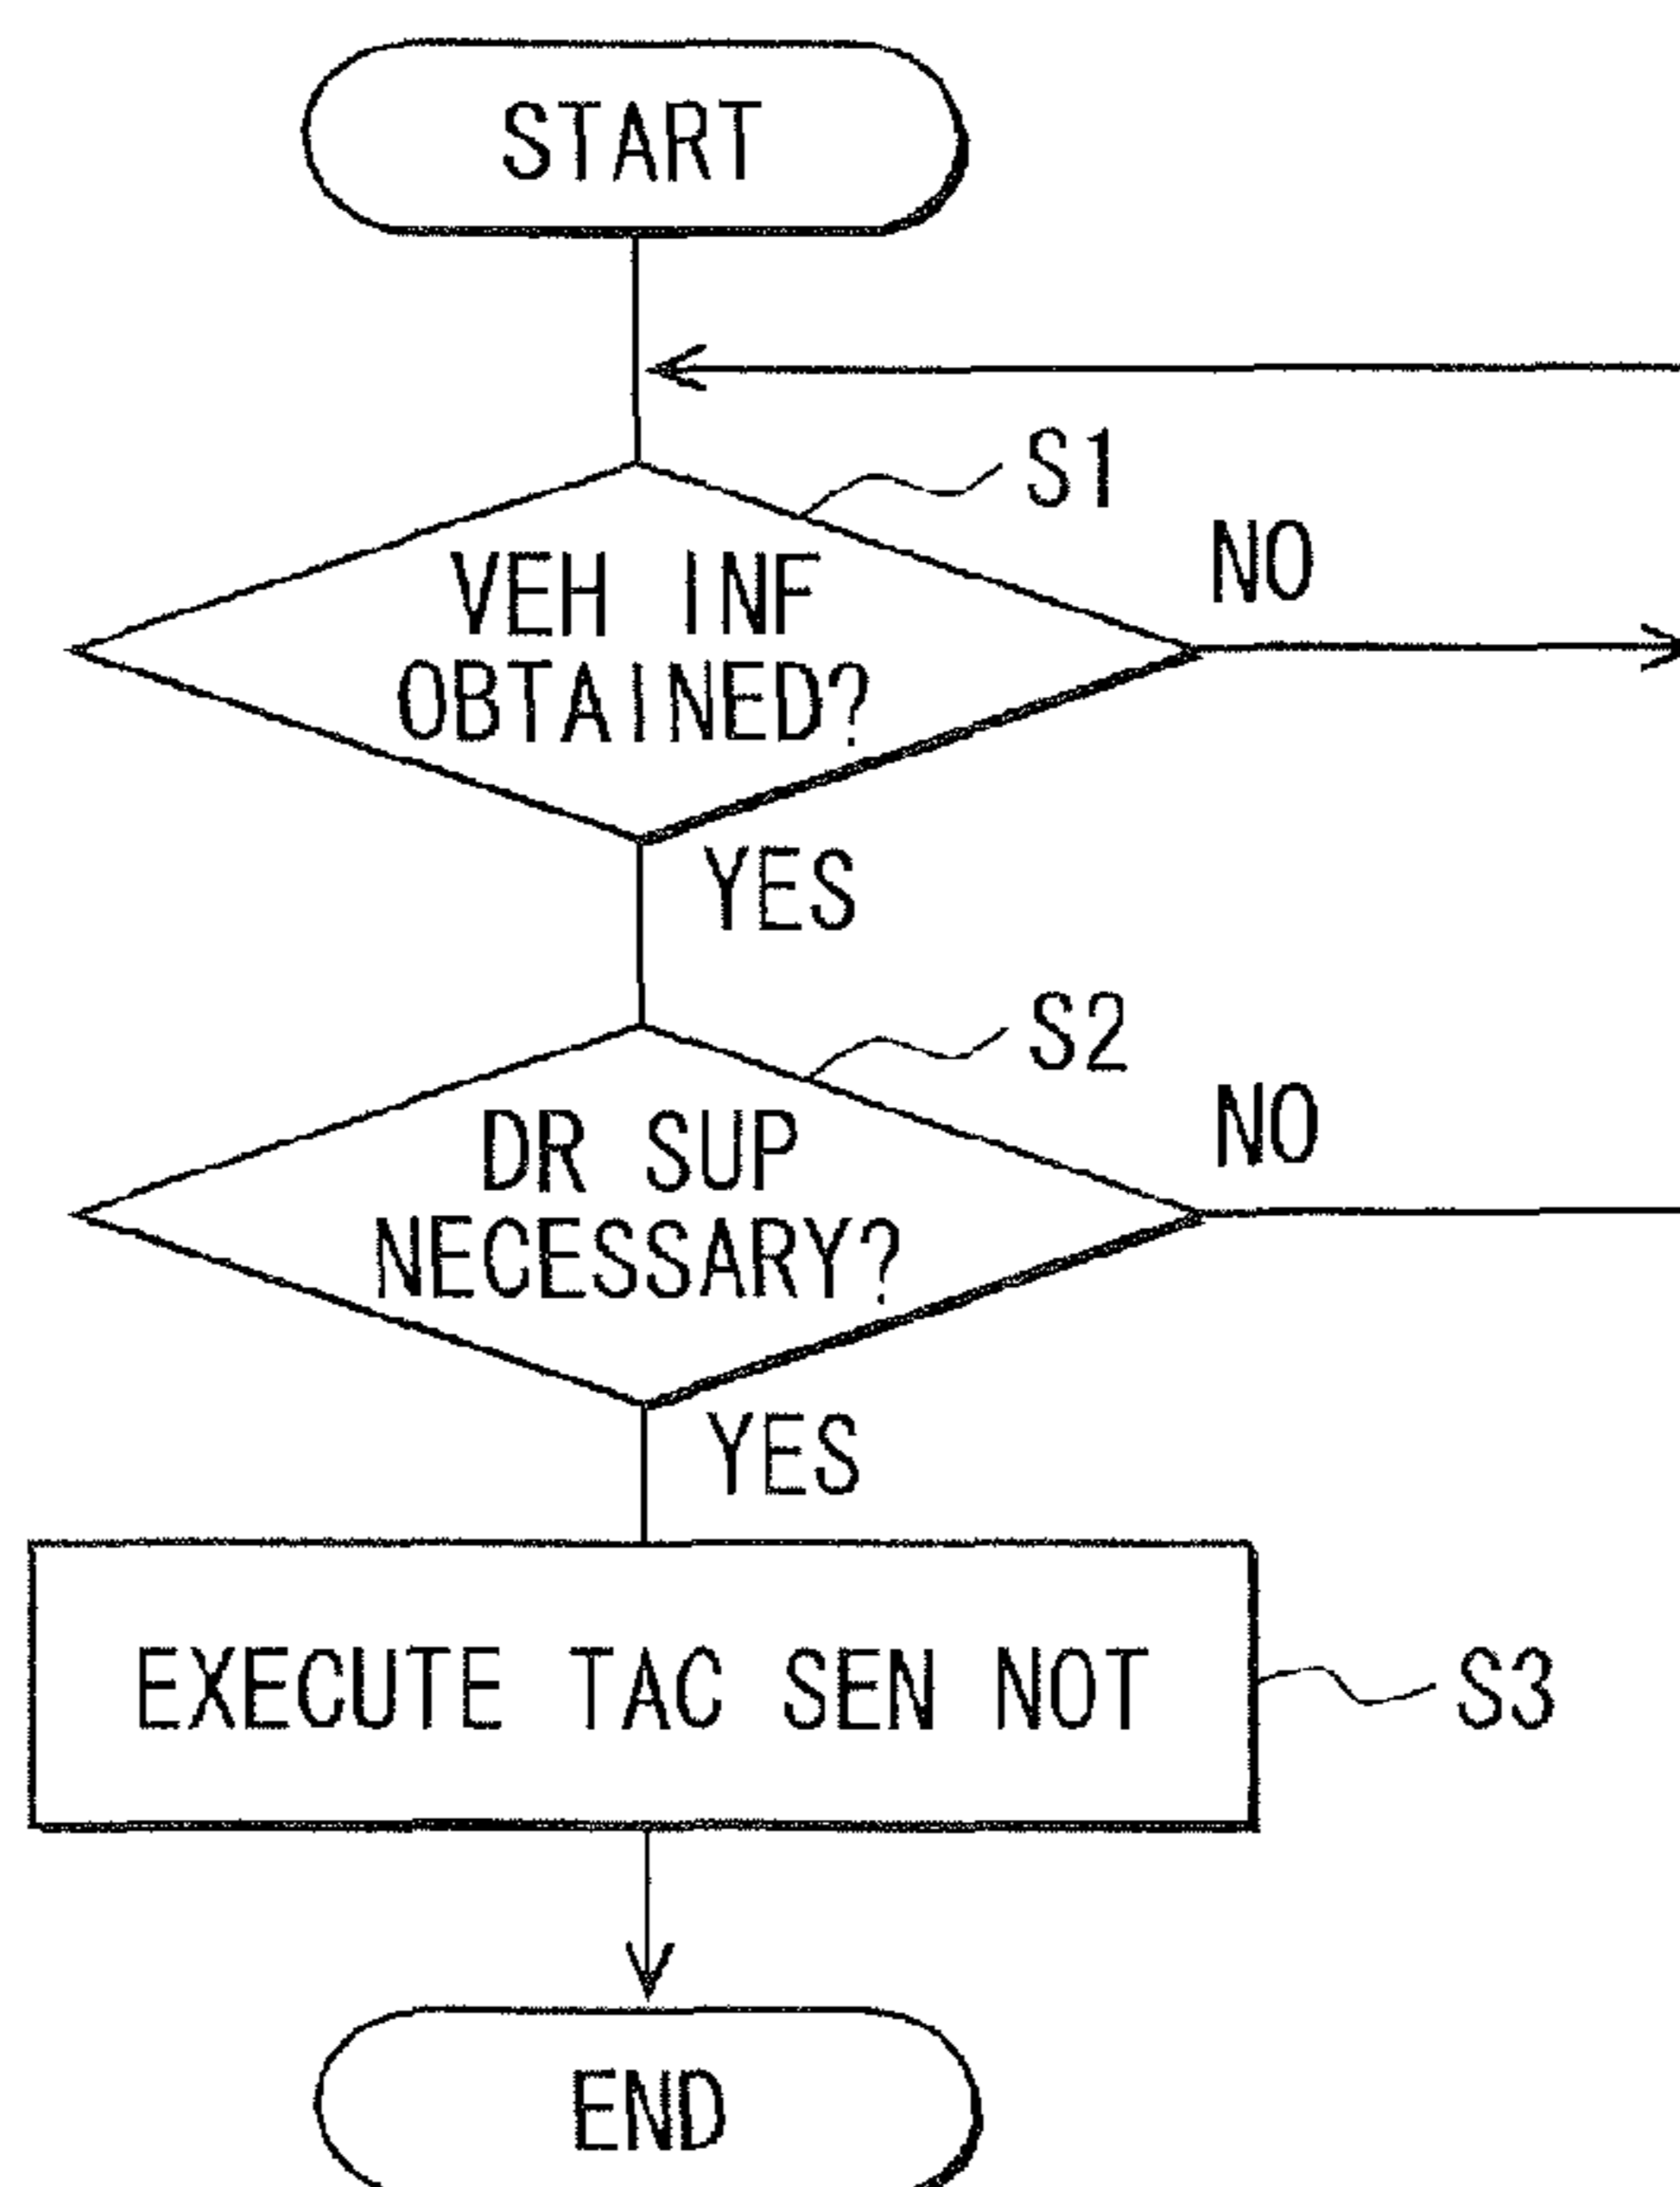 START
S1
NO
VEH INF
OBTAINED?
YES
S2
NO
DR SUP
NECESSARY?
YES
EXECUTE TAC SEN NOT
S3
END